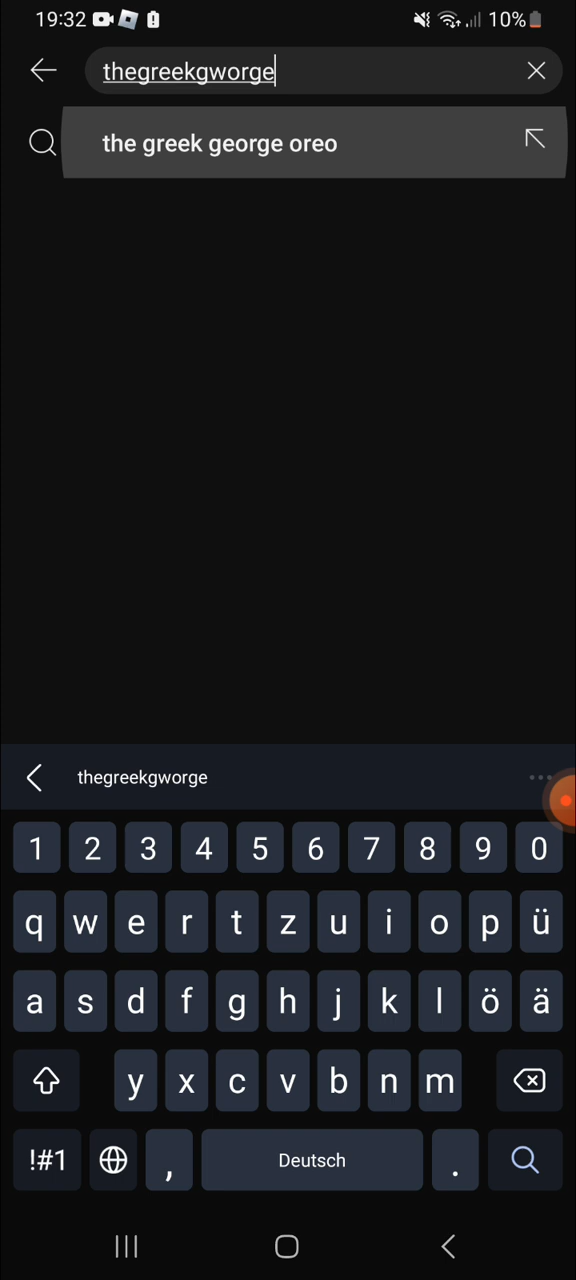 19:32 10%
thegreekgworge
the greek george oreo
thegreekgworge
1 2 3 4 5 6 7 8 9 0
q w e r t z u i o p ü
a s d f g h j k l ö ä
y x c v b n m
!#1 , Deutsch .